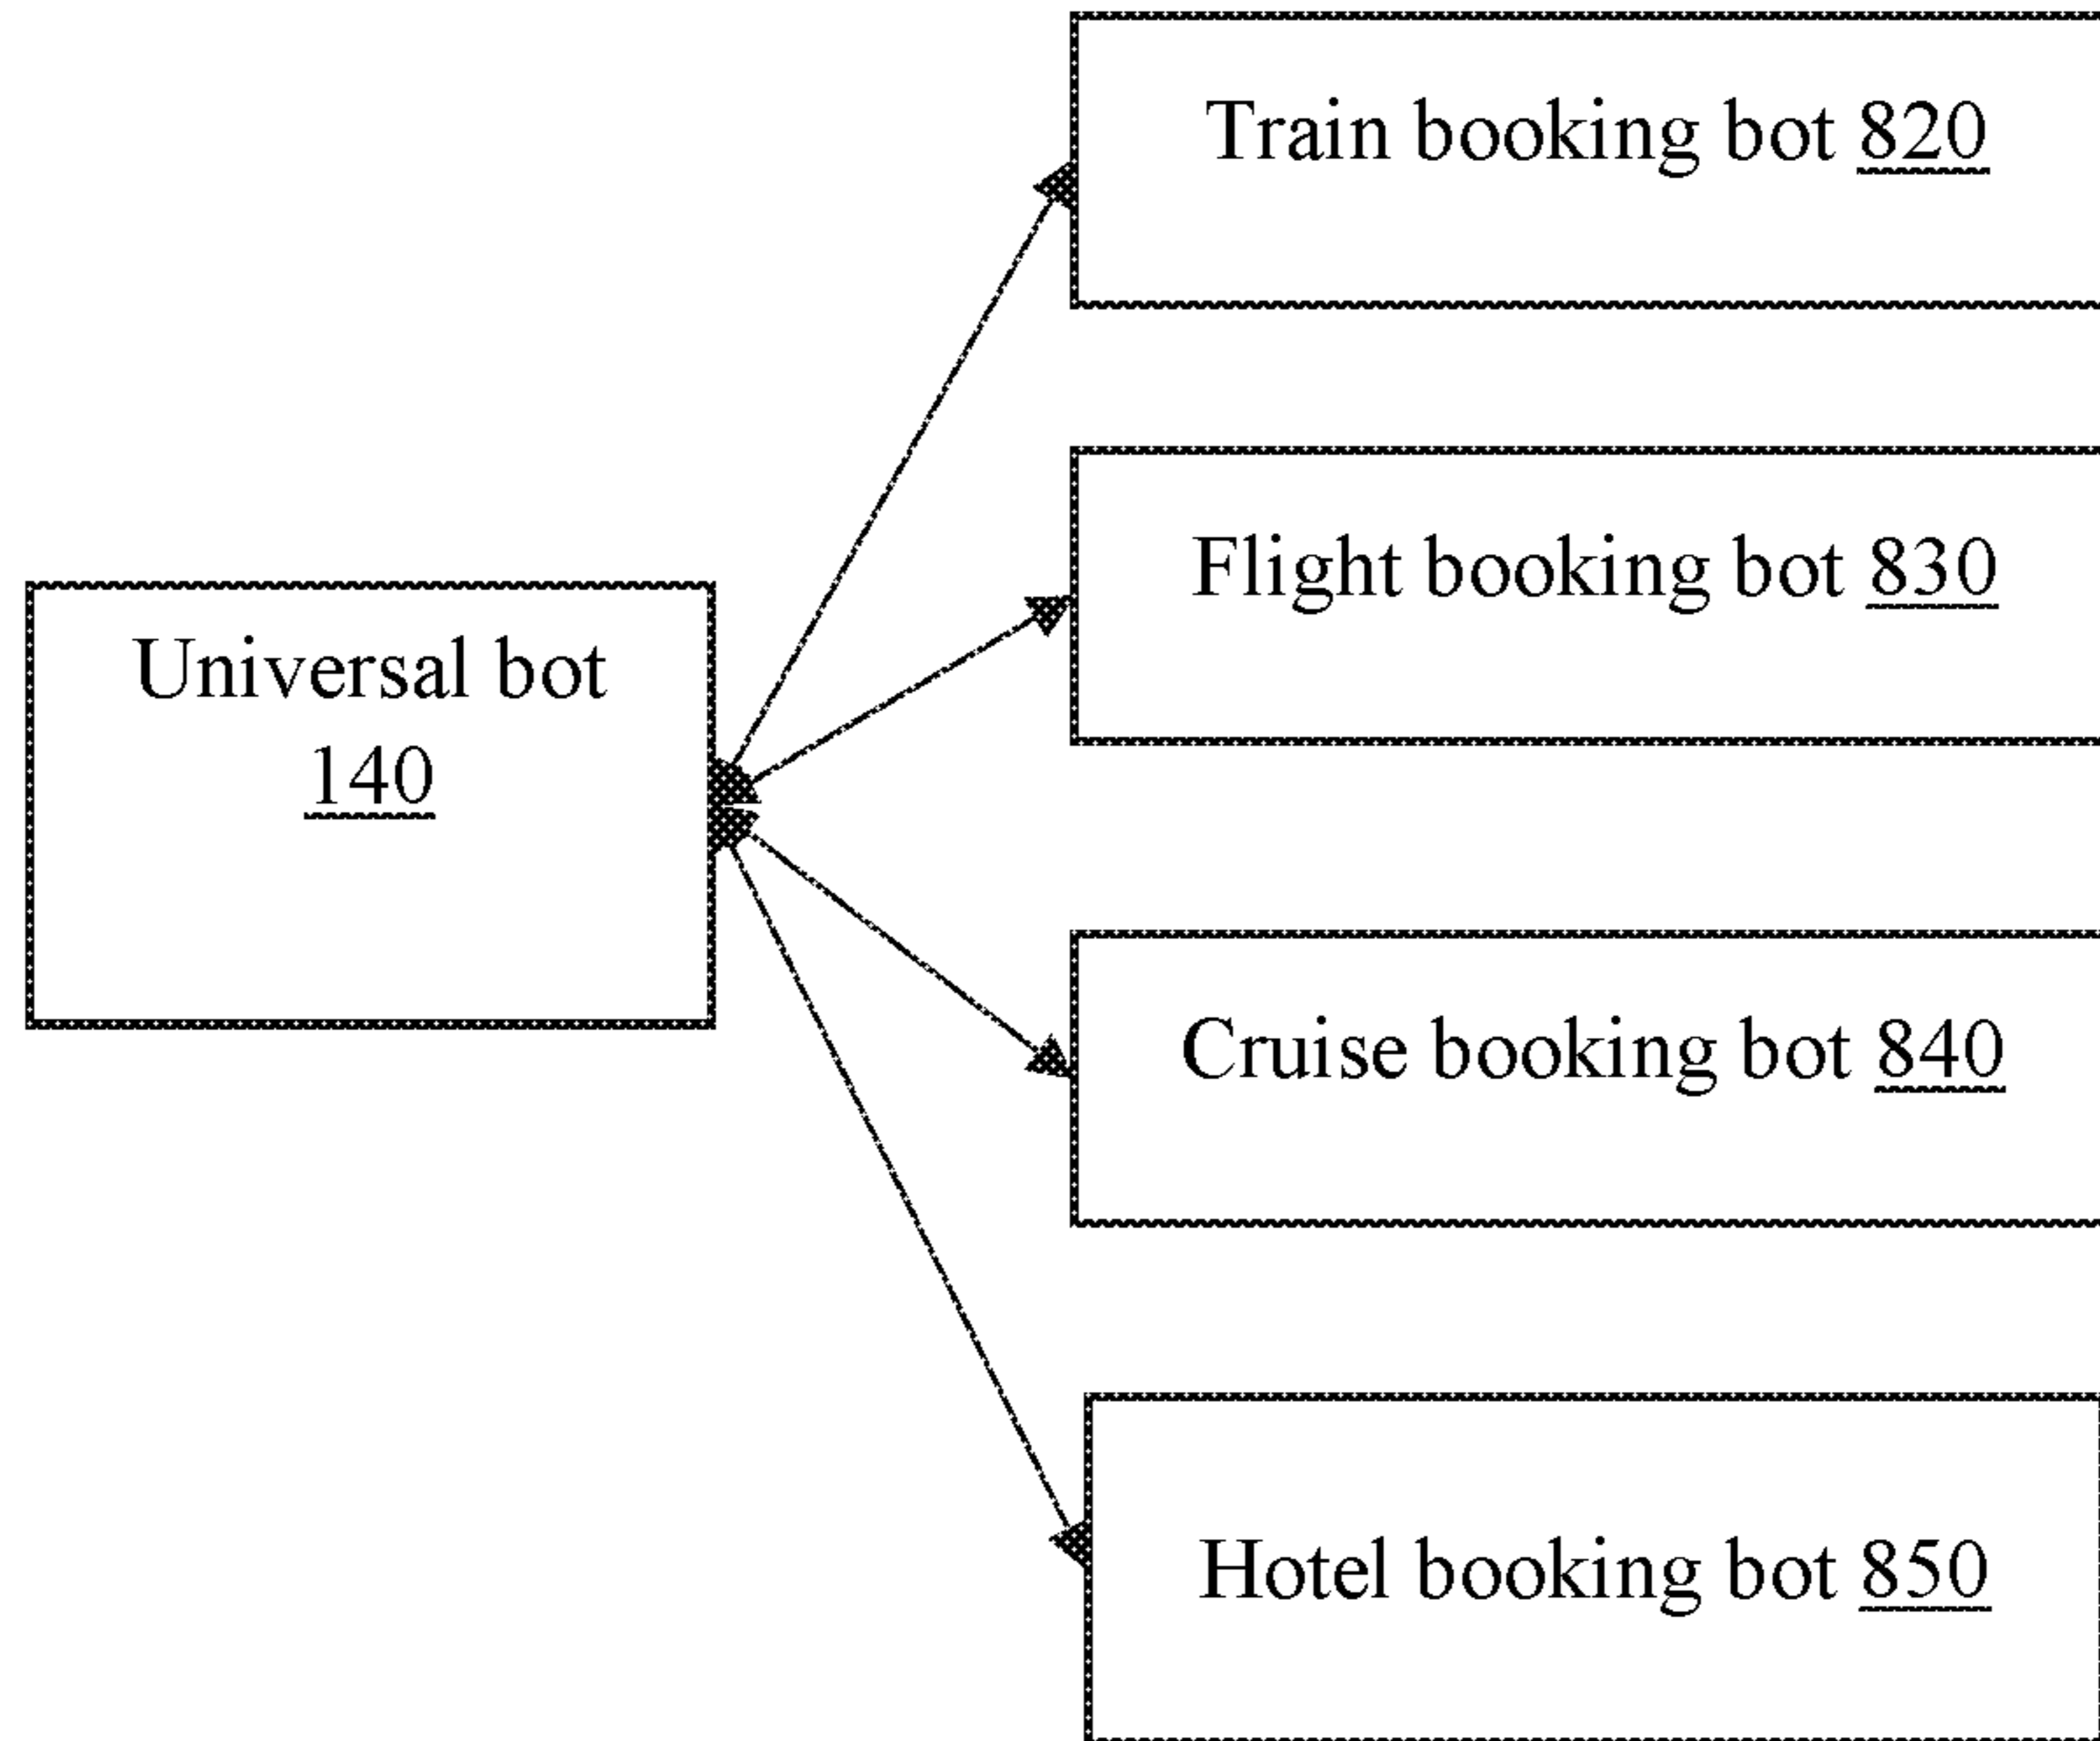 Train booking bot 820
Flight booking bot 830
Universal bot
140
Cruise booking bot 840
Hotel booking bot 850